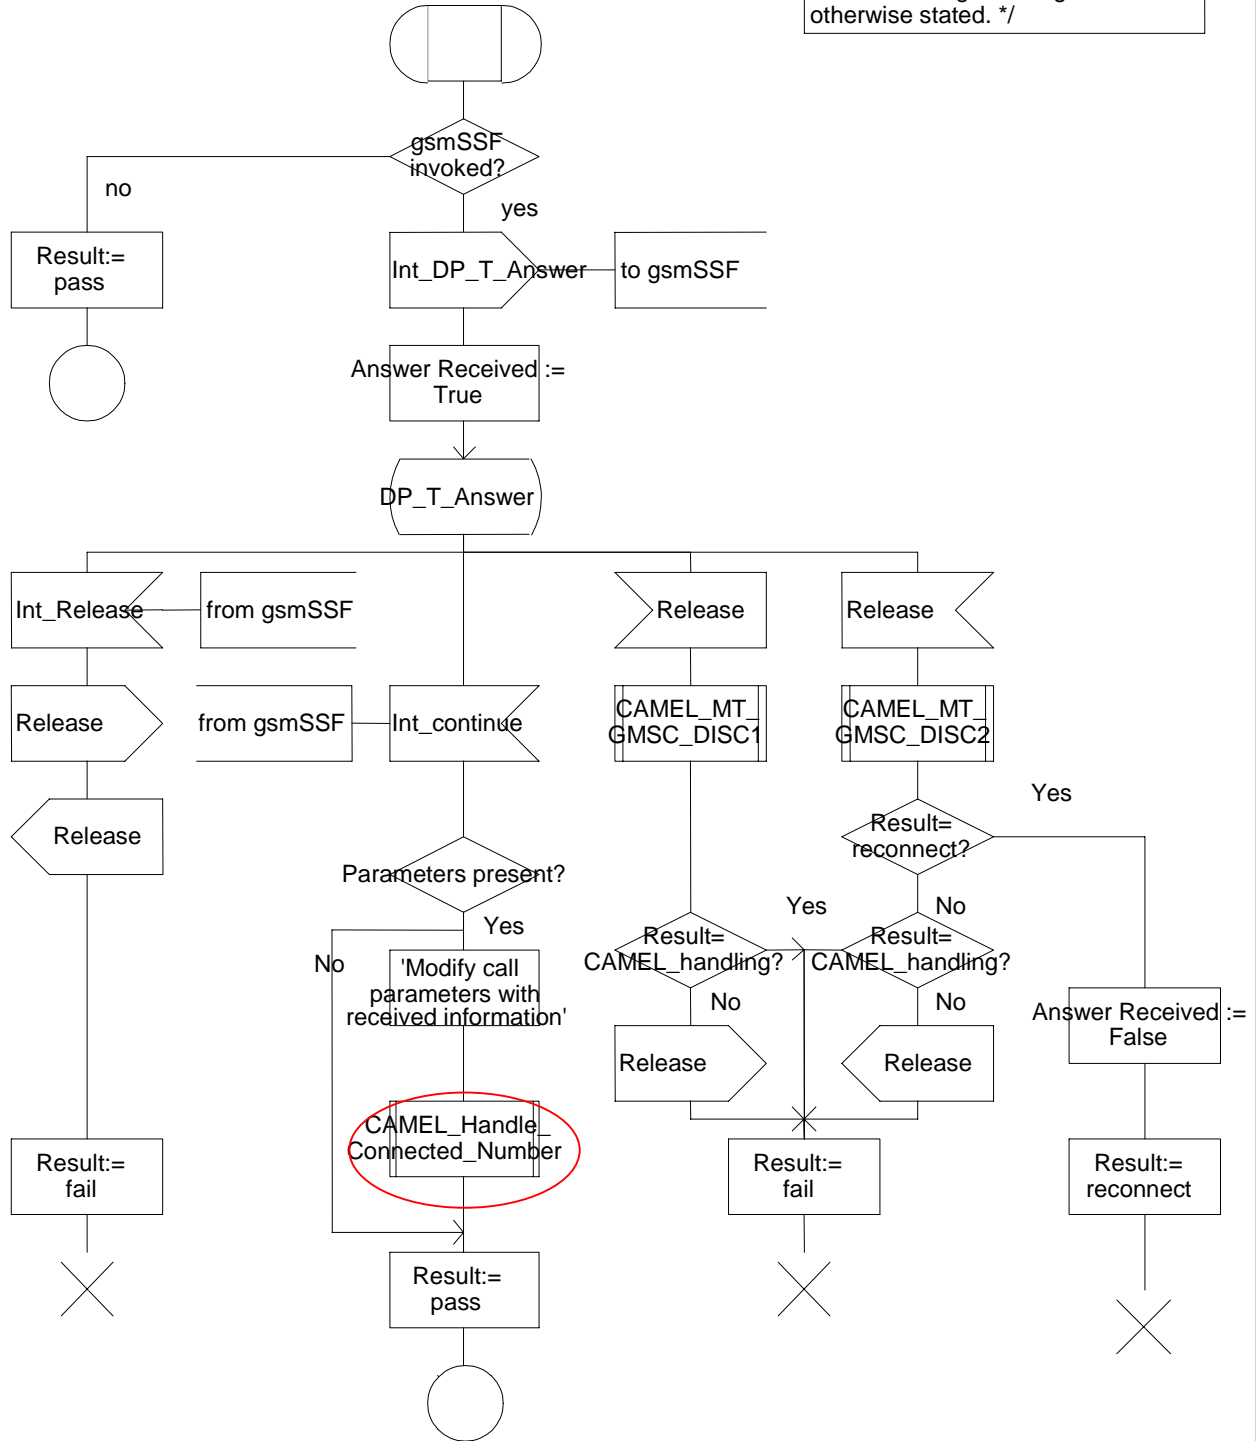 otherwise stated. */
gsmSSF
invoked?
no
yes
Result:=
pass
Int_DP_T_Answer
to gsmSSF
Answer Received :=
True
DP_T_Answer
Int_Release
from gsmSSF
Release
Release
Release
from gsmSSF
Int_continue
CAMEL_MT_
GMSC_DISC1
CAMEL_MT_
GMSC_DISC2
Release
Yes
Result=
reconnect?
Parameters present?
Yes
No
Yes
No
Result=
CAMEL_handling?
Result=
CAMEL_handling?
'Modify call
parameters with
received information'
No
No
Answer Received :=
False
Release
Release
CAMEL_Handle_
Connected_Number
Result:=
fail
Result:=
fail
Result:=
reconnect
Result:=
pass